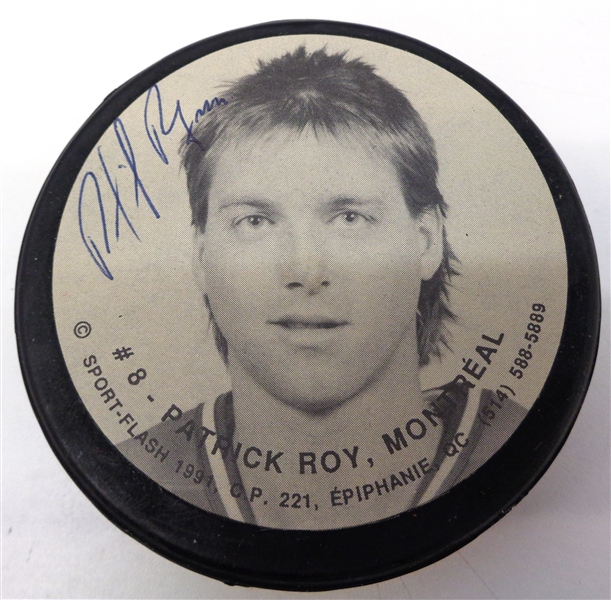 # 8 - PATRICK ROY, MONTRÉAL
© SPORT-FLASH 1991, C.P. 221, ÉPIPHANIE, QC (514) 588-5889